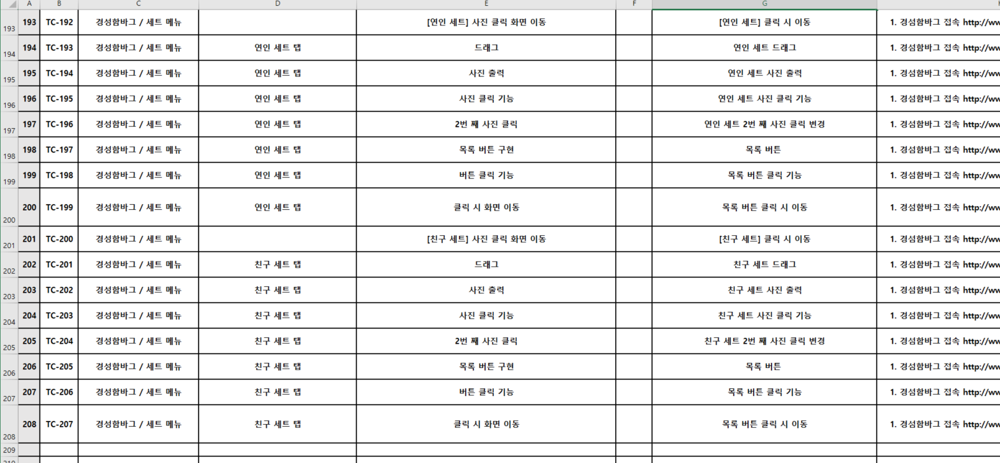 A B C D E F G
193 193 TC-192 경성함바그 / 세트 메뉴 [연인 세트] 사진 클릭 화면 이동 [연인 세트] 클릭 시 이동 1. 경섬함바그 접속 http://ww
194 194 TC-193 경성함바그 / 세트 메뉴 연인 세트 탭 드래그 연인 세트 드래그 1. 경섬함바그 접속 http://ww
195 195 TC-194 경성함바그 / 세트 메뉴 연인 세트 탭 사진 출력 연인 세트 사진 출력 1. 경섬함바그 접속 http://ww
196 196 TC-195 경성함바그 / 세트 메뉴 연인 세트 탭 사진 클릭 기능 연인 세트 사진 클릭 기능 1. 경섬함바그 접속 http://ww
197 197 TC-196 경성함바그 / 세트 메뉴 연인 세트 탭 2번 째 사진 클릭 연인 세트 2번 째 사진 클릭 변경 1. 경섬함바그 접속 http://ww
198 198 TC-197 경성함바그 / 세트 메뉴 연인 세트 탭 목록 버튼 구현 목록 버튼 1. 경섬함바그 접속 http://ww
199 199 TC-198 경성함바그 / 세트 메뉴 연인 세트 탭 버튼 클릭 기능 목록 버튼 클릭 기능 1. 경섬함바그 접속 http://ww
200 200 TC-199 경성함바그 / 세트 메뉴 연인 세트 탭 클릭 시 화면 이동 목록 버튼 클릭 시 이동 1. 경섬함바그 접속 http://ww
201 201 TC-200 경성함바그 / 세트 메뉴 [친구 세트] 사진 클릭 화면 이동 [친구 세트] 클릭 시 이동 1. 경섬함바그 접속 http://ww
202 202 TC-201 경성함바그 / 세트 메뉴 친구 세트 탭 드래그 친구 세트 드래그 1. 경섬함바그 접속 http://ww
203 203 TC-202 경성함바그 / 세트 메뉴 친구 세트 탭 사진 출력 친구 세트 사진 출력 1. 경섬함바그 접속 http://ww
204 204 TC-203 경성함바그 / 세트 메뉴 친구 세트 탭 사진 클릭 기능 친구 세트 사진 클릭 기능 1. 경섬함바그 접속 http://ww
205 205 TC-204 경성함바그 / 세트 메뉴 친구 세트 탭 2번 째 사진 클릭 친구 세트 2번 째 사진 클릭 변경 1. 경섬함바그 접속 http://ww
206 206 TC-205 경성함바그 / 세트 메뉴 친구 세트 탭 목록 버튼 구현 목록 버튼 1. 경섬함바그 접속 http://ww
207 207 TC-206 경성함바그 / 세트 메뉴 친구 세트 탭 버튼 클릭 기능 목록 버튼 클릭 기능 1. 경섬함바그 접속 http://ww
208 208 TC-207 경성함바그 / 세트 메뉴 친구 세트 탭 클릭 시 화면 이동 목록 버튼 클릭 시 이동 1. 경섬함바그 접속 http://ww
209